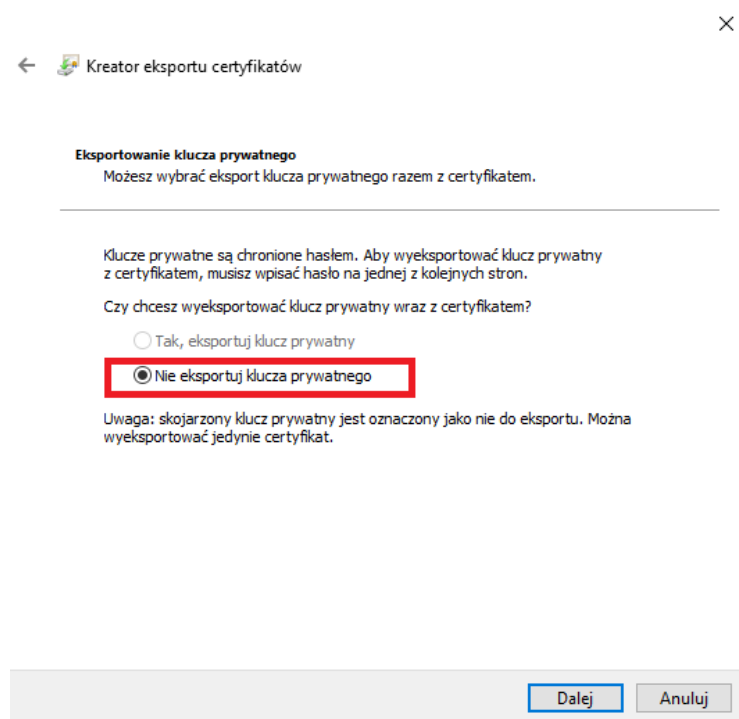 Kreator eksportu certyfikatów
Eksportowanie klucza prywatnego
Możesz wybrać eksport klucza prywatnego razem z certyfikatem.
Klucze prywatne są chronione hasłem. Aby wyeksportować klucz prywatny
z certyfikatem, musisz wpisać hasło na jednej z kolejnych stron.
Czy chcesz wyeksportować klucz prywatny wraz z certyfikatem?
Tak, eksportuj klucz prywatny
Nie eksportuj klucza prywatnego
Uwaga: skojarzony klucz prywatny jest oznaczony jako nie do eksportu. Można
wyeksportować jedynie certyfikat.
Dalej
Anuluj